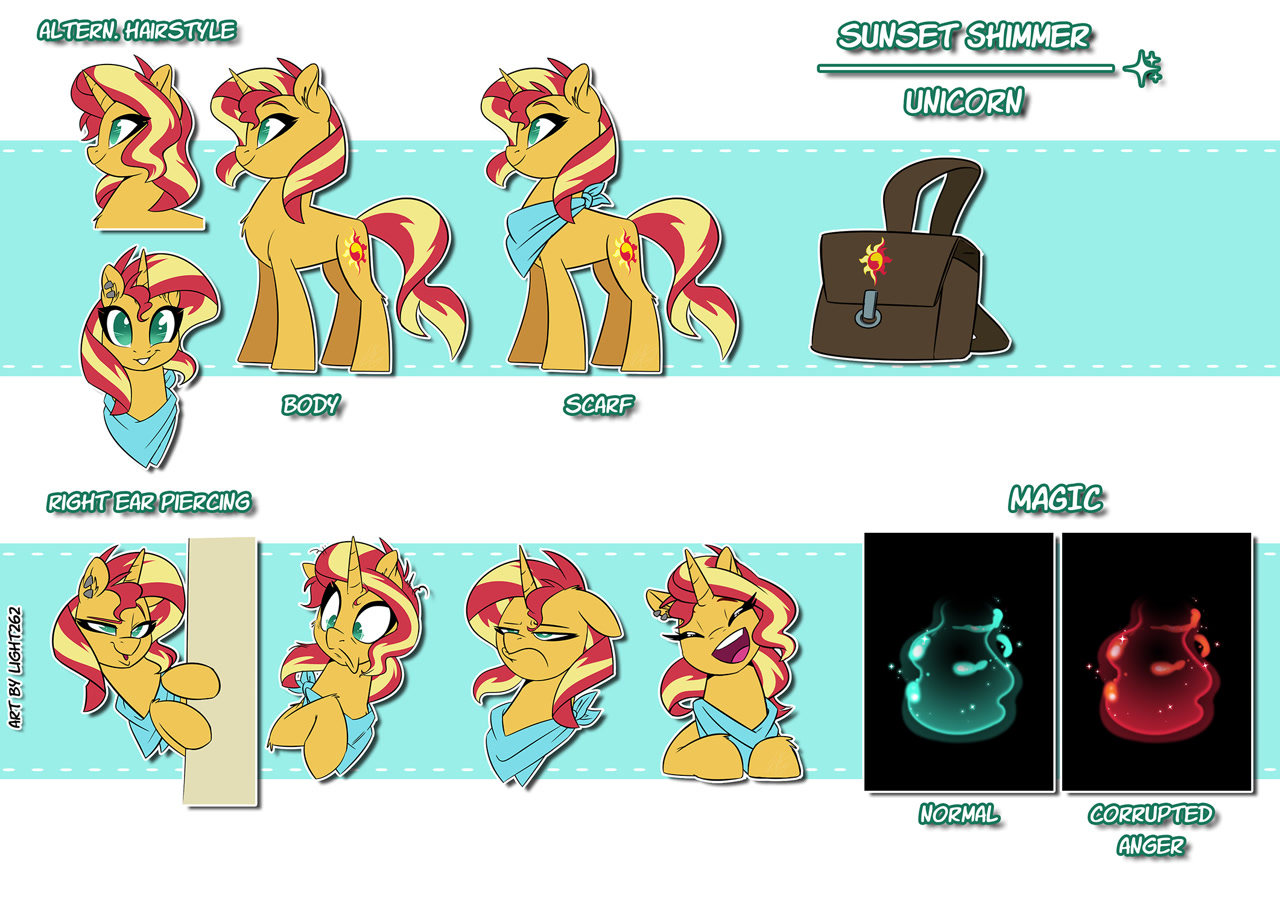 ALTERN. HAIRSTYLE
SUNSET SHIMMER
UNICORN
BODY
SCARF
RIGHT EAR PIERCING
MAGIC
ART BY LIGHT262
NORMAL
CORRUPTED
ANGER